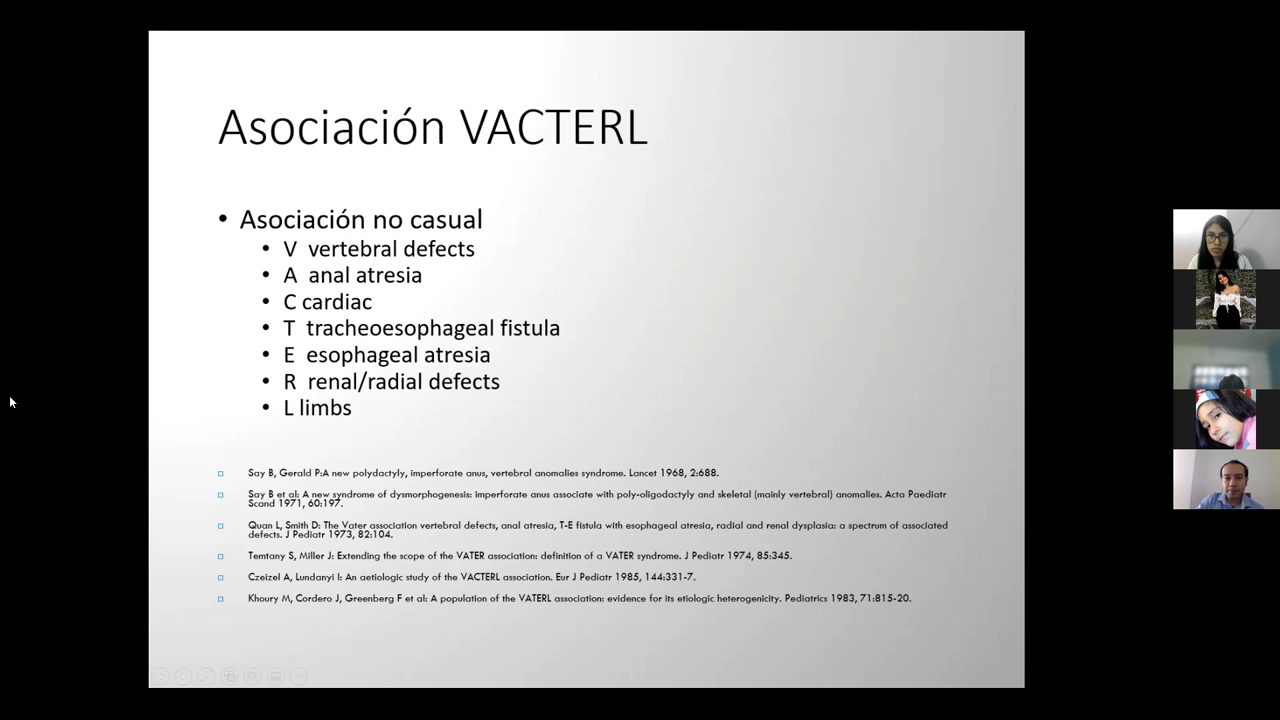 Asociación VACTERL
• Asociación no casual
• V vertebral defects
• A anal atresia
• C cardiac
• T tracheoesophageal fistula
• E esophageal atresia
• R renal/radial defects
• L limbs
Say B, Gerald P:A new polydactyly, imperforate anus, vertebral anomalies syndrome. Lancet 1968, 2:688.
Say B et al: A new syndrome of dysmorphogenesis: imperforate anus associate with poly-oligodactyly and skeletal (mainly vertebral) anomalies. Acta Paediatr
Scand 1971, 60:197.
Quan L, Smith D: The Vater association vertebral defects, anal atresia, T-E fistula with esophageal atresia, radial and renal dysplasia: a spectrum of associated
defects. J Pediatr 1973, 82:104.
Temtany S, Miller J: Extending the scope of the VATER association: definition of a VATER syndrome. J Pediatr 1974, 85:345.
Czeizel A, Lundanyi I: An aetiologic study of the VACTERL association. Eur J Pediatr 1985, 144:331-7.
Khoury M, Cordero J, Greenberg F et al: A population of the VATERL association: evidence for its etiologic heterogenicity. Pediatrics 1983, 71:815-20.